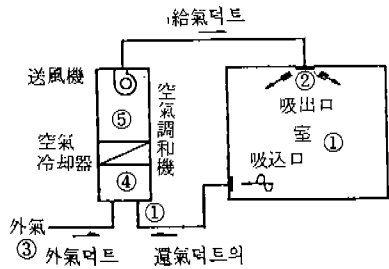 給氣덕트
送風機
②
吸出口
⑤
空氣調和機
室 ①
空氣
冷却器
吸込口
④
①
外氣
③ 外氣덕트
還氣덕트의